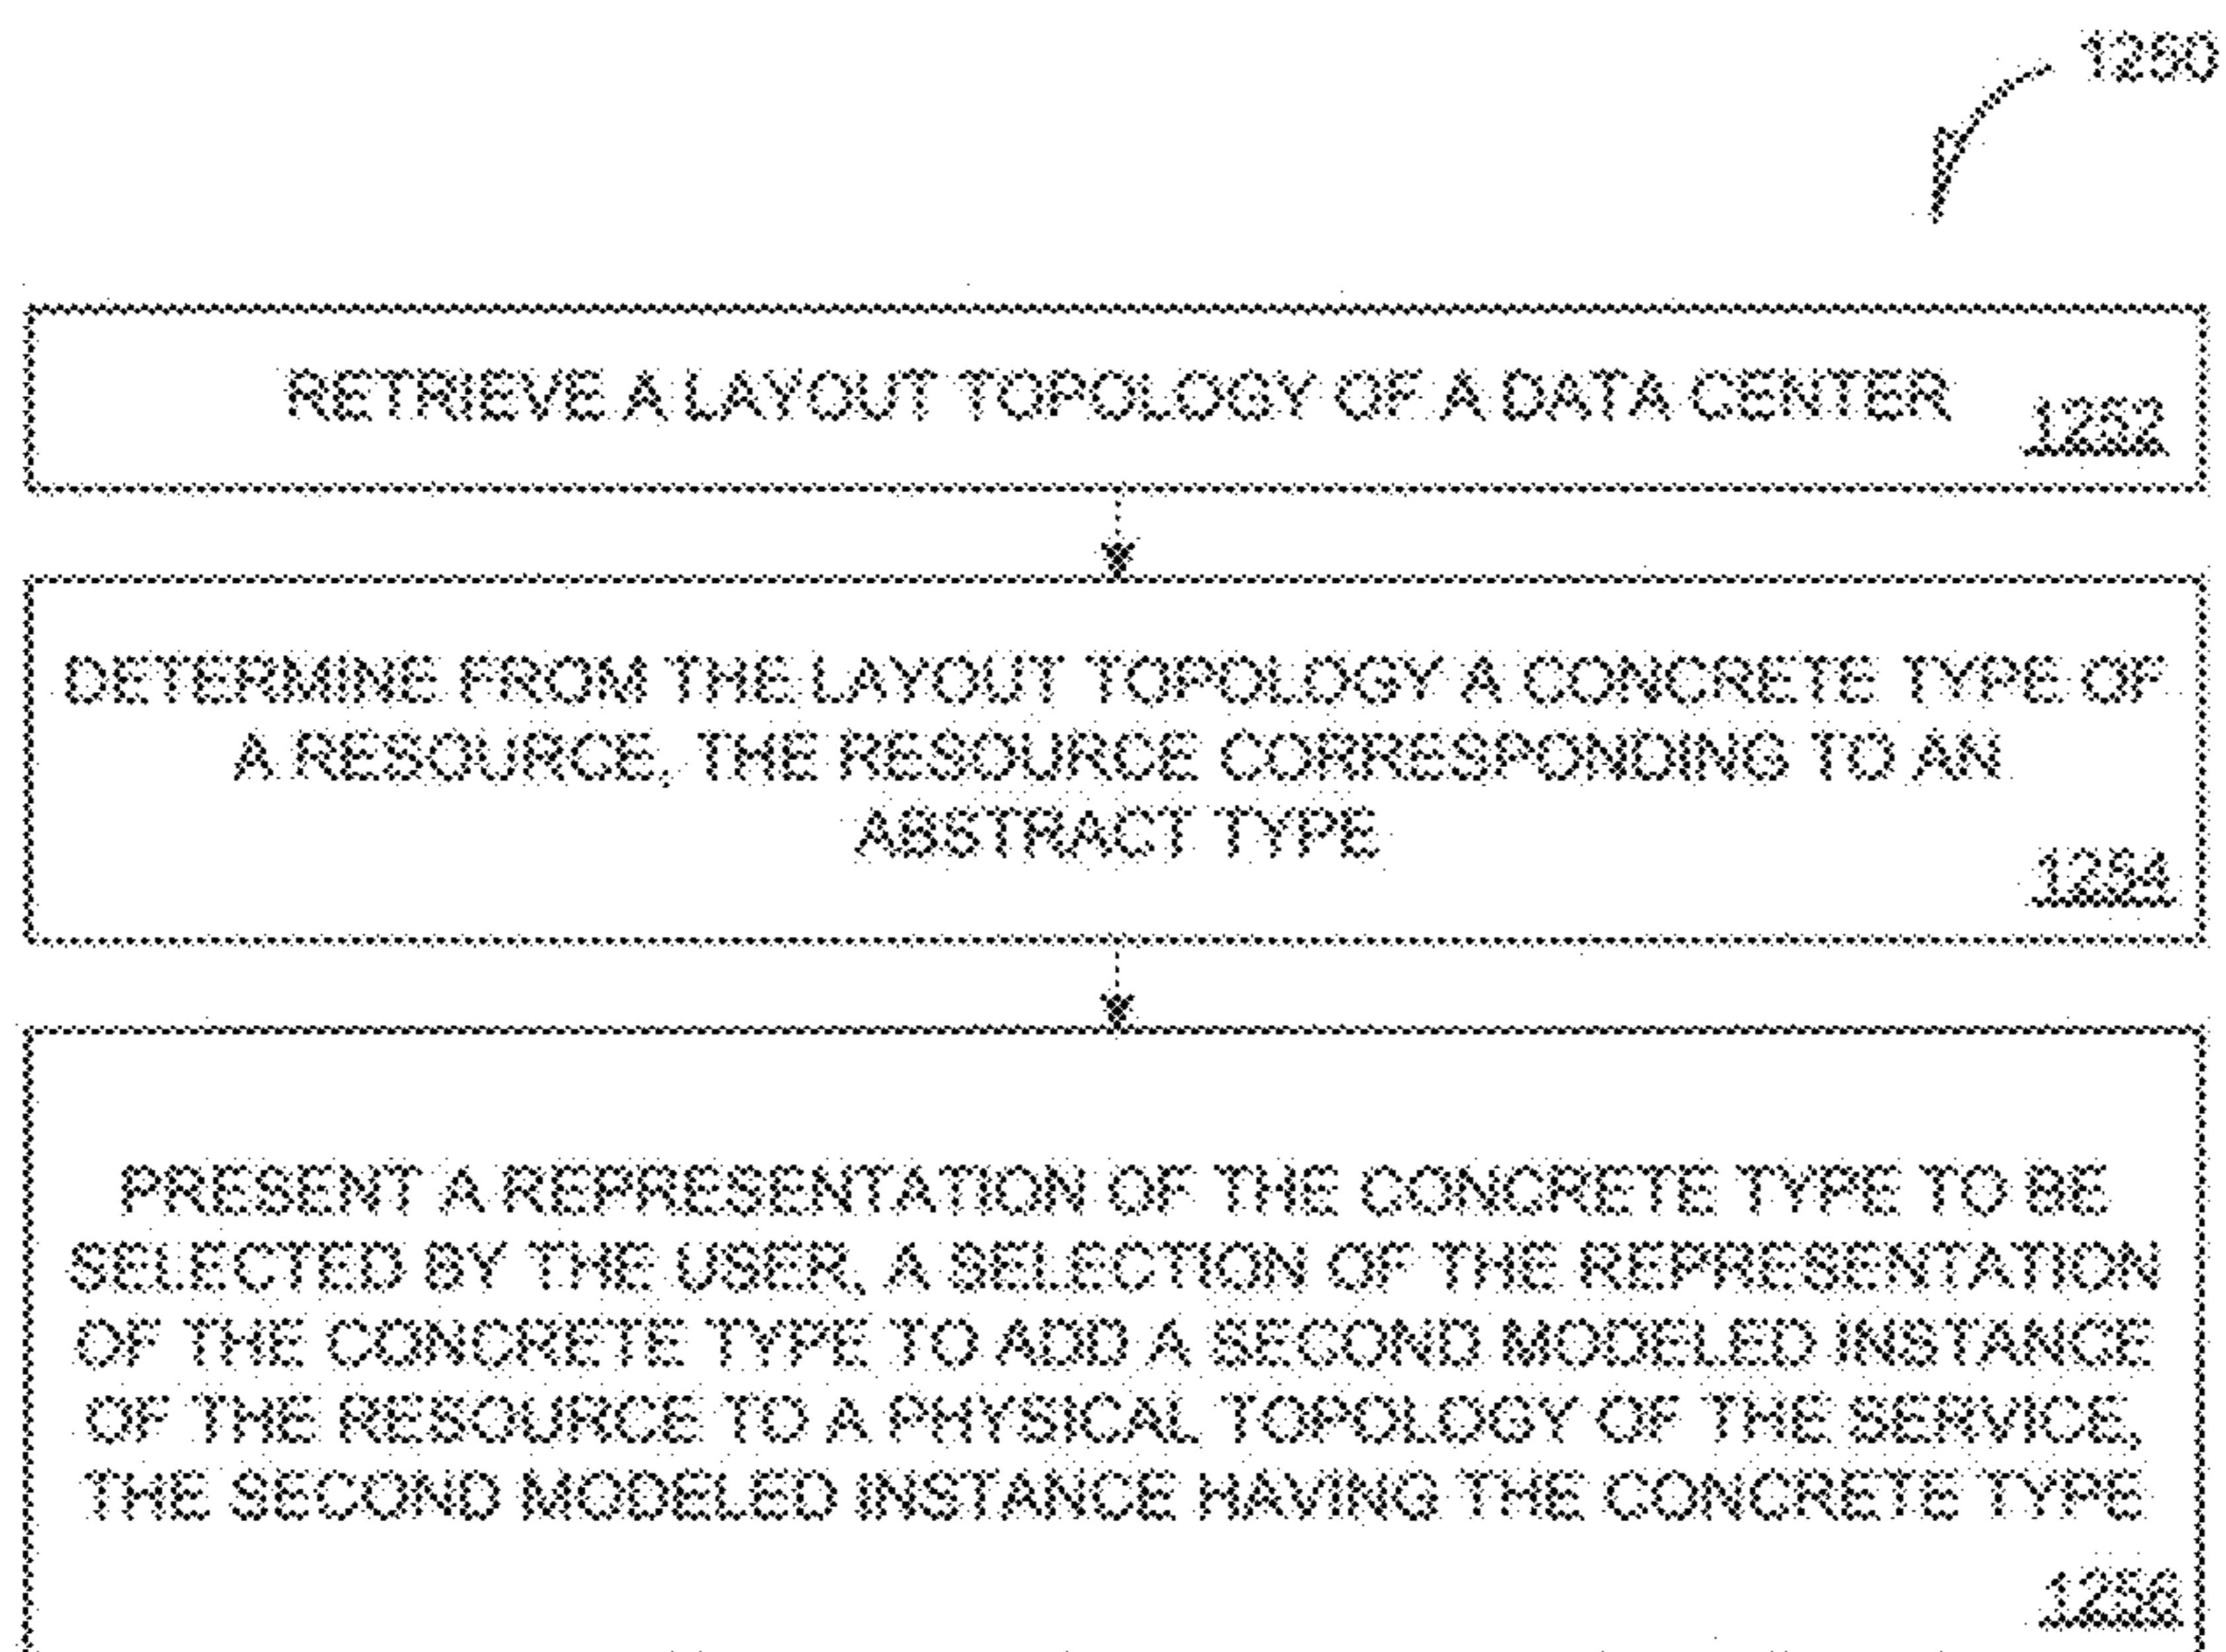 1250
RETRIEVE A LAYOUT TOPOLOGY OF A DATA CENTER
1252
DETERMINE FROM THE LAYOUT TOPOLOGY A CONCRETE TYPE OF
A RESOURCE, THE RESOURCE CORRESPONDING TO AN
ABSTRACT TYPE
1254
PRESENT A REPRESENTATION OF THE CONCRETE TYPE TO BE
SELECTED BY THE USER, A SELECTION OF THE REPRESENTATION
OF THE CONCRETE TYPE TO ADD A SECOND MODELED INSTANCE
OF THE RESOURCE TO A PHYSICAL TOPOLOGY OF THE SERVICE,
THE SECOND MODELED INSTANCE HAVING THE CONCRETE TYPE
1256